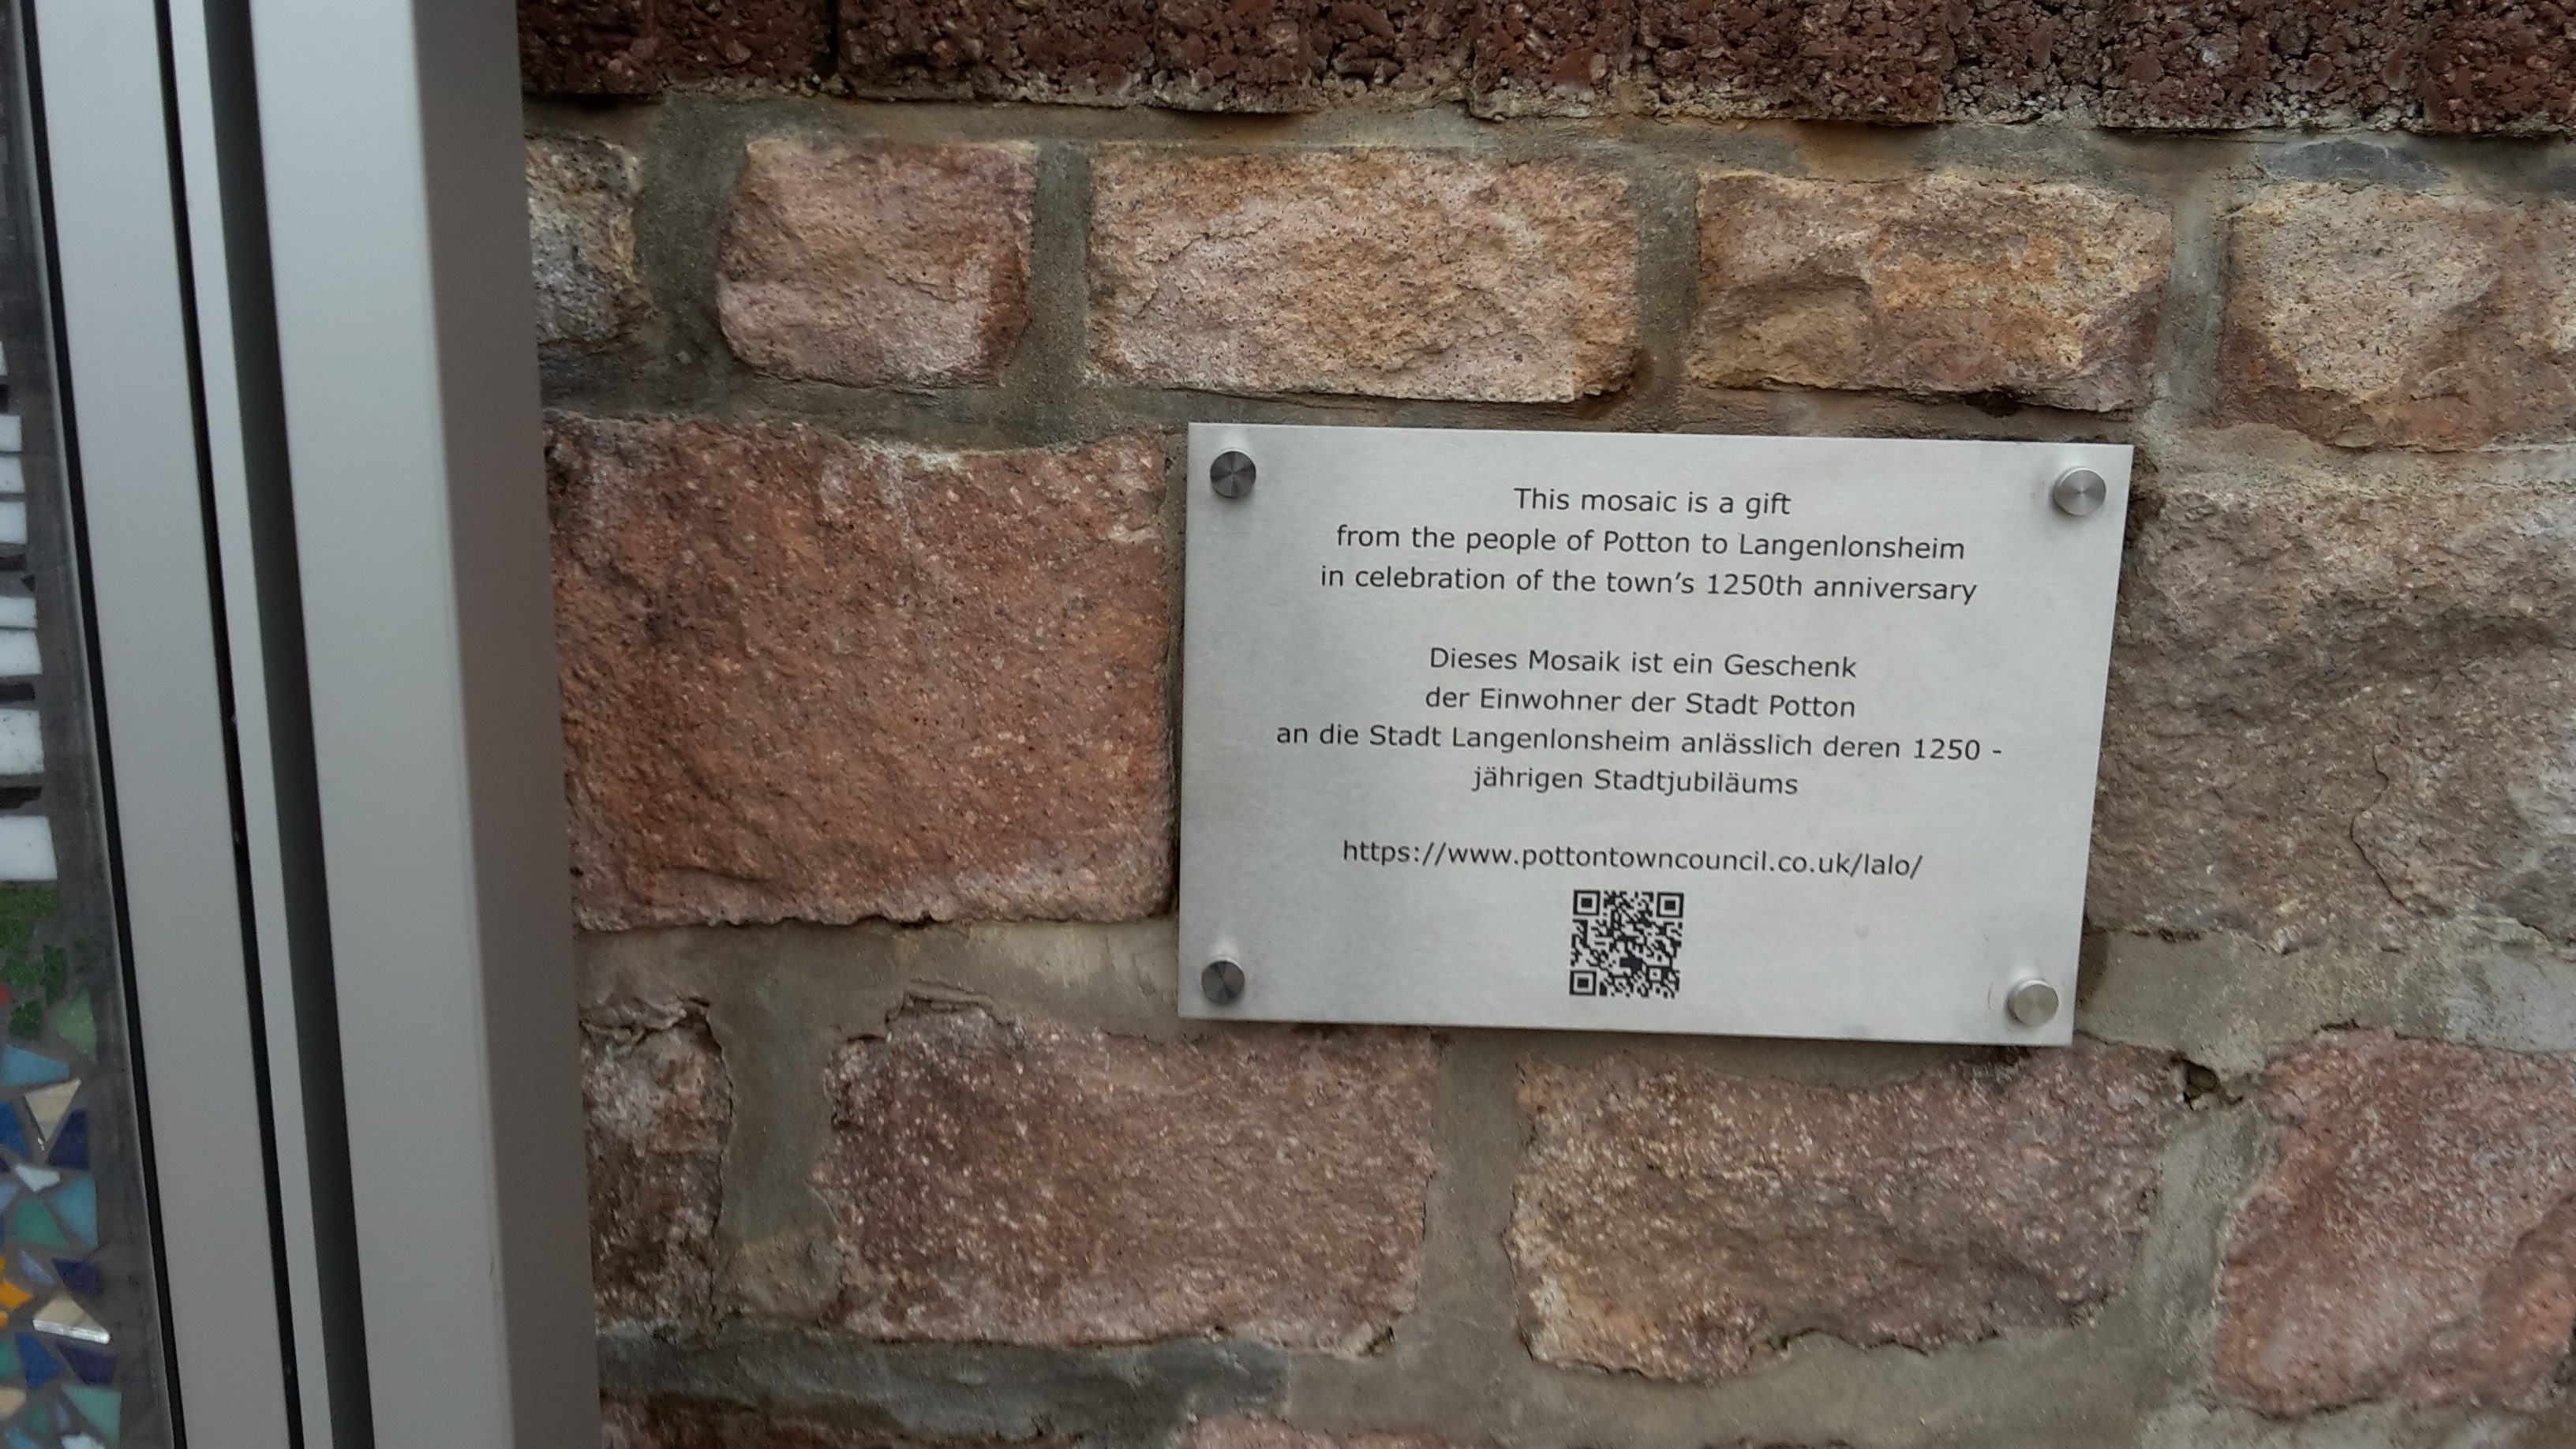 This mosaic is a gift
from the people of Potton to Langenlonsheim
in celebration of the town’s 1250th anniversary
Dieses Mosaik ist ein Geschenk
der Einwohner der Stadt Potton
an die Stadt Langenlonsheim anlässlich deren 1250 -
jährigen Stadtjubiläums
https://www.pottontowncouncil.co.uk/lalo/